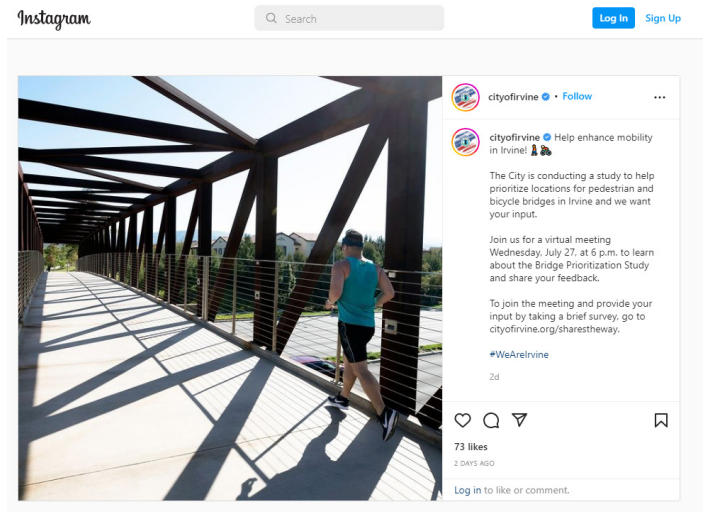 Instagram
Search
Log In
Sign Up
cityofirvine • Follow
cityofirvine Help enhance mobility
in Irvine!
The City is conducting a study to help
prioritize locations for pedestrian and
bicycle bridges in Irvine and we want
your input.
Join us for a virtual meeting
Wednesday, July 27, at 6 p.m. to learn
about the Bridge Prioritization Study
and share your feedback.
To join the meeting and provide your
input by taking a brief survey, go to
cityofirvine.org/sharestheway.
#WeAreIrvine
2d
73 likes
2 DAYS AGO
Log in to like or comment.